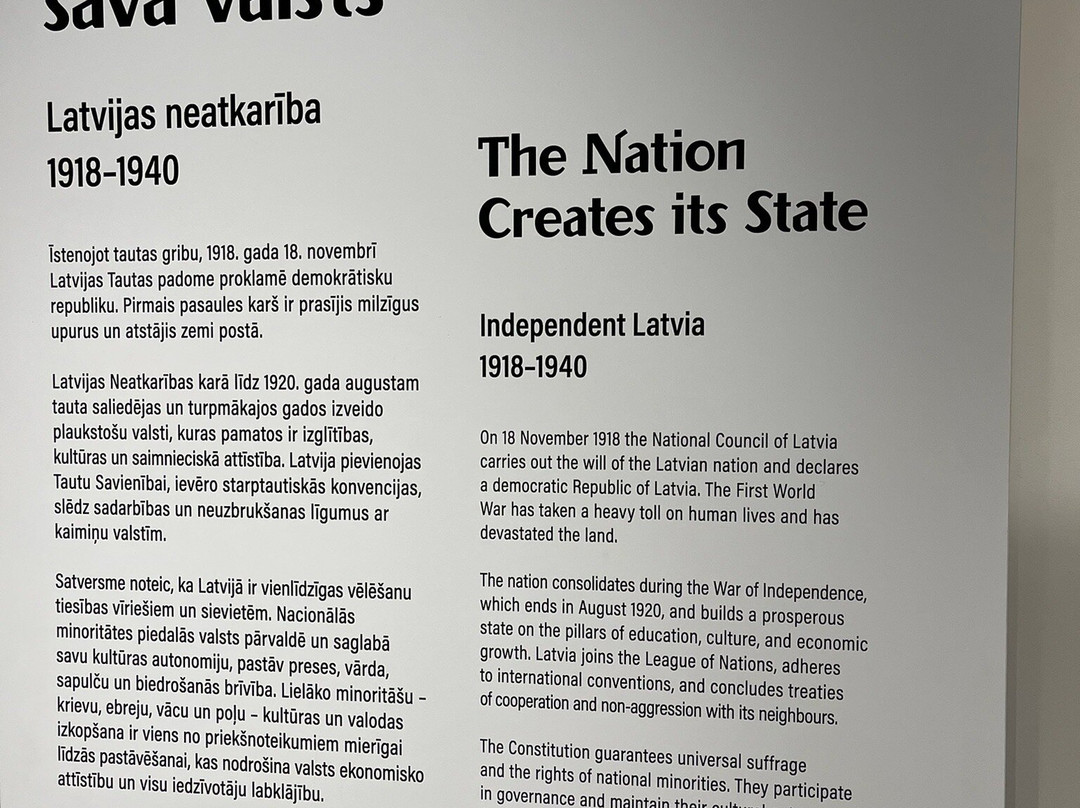 sava valsts
Latvijas neatkarība
1918–1940
Īstenojot tautas gribu, 1918. gada 18. novembrī
Latvijas Tautas padome proklamē demokrātisku
republiku. Pirmais pasaules karš ir prasījis milzīgus
upurus un atstājis zemi postā.
Latvijas Neatkarības karā līdz 1920. gada augustam
tauta saliedējas un turpmākajos gados izveido
plaukstošu valsti, kuras pamatos ir izglītības,
kultūras un saimnieciskā attīstība. Latvija pievienojas
Tautu Savienībai, ievēro starptautiskās konvencijas,
slēdz sadarbības un neuzbrukšanas līgumus ar
kaimiņu valstīm.
Satversme noteic, ka Latvijā ir vienlīdzīgas vēlēšanu
tiesības vīriešiem un sievietēm. Nacionālās
minoritātes piedalās valsts pārvaldē un saglabā
savu kultūras autonomiju, pastāv preses, vārda,
sapulču un biedrošanās brīvība. Lielāko minoritāšu –
krievu, ebreju, vācu un poļu – kultūras un valodas
izkopšana ir viens no priekšnoteikumiem mierīgai
līdzās pastāvēšanai, kas nodrošina valsts ekonomisko
attīstību un visu iedzīvotāju labklājību.
The Nation
Creates its State
Independent Latvia
1918–1940
On 18 November 1918 the National Council of Latvia
carries out the will of the Latvian nation and declares
a democratic Republic of Latvia. The First World
War has taken a heavy toll on human lives and has
devastated the land.
The nation consolidates during the War of Independence,
which ends in August 1920, and builds a prosperous
state on the pillars of education, culture, and economic
growth. Latvia joins the League of Nations, adheres
to international conventions, and concludes treaties
of cooperation and non-aggression with its neighbours.
The Constitution guarantees universal suffrage
and the rights of national minorities. They participate
in governance and maintain their